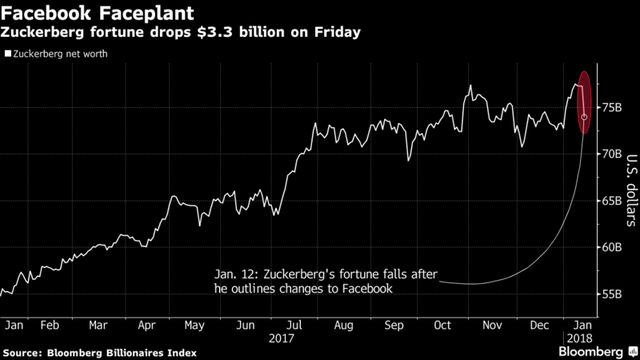 Facebook Faceplant
Zuckerberg fortune drops $3.3 billion on Friday
Zuckerberg net worth
75B
70B
65B
60B
55B
U.S. dollars
Jan. 12: Zuckerberg's fortune falls after
he outlines changes to Facebook
Jan Feb Mar Apr May Jun Jul Aug Sep Oct Nov Dec Jan
2017 2018
Source: Bloomberg Billionaires Index
Bloomberg